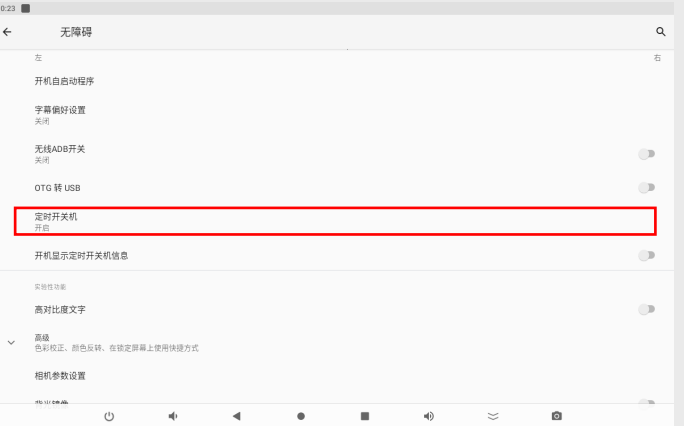 0:23
无障碍
左 右
开机自启动程序
字幕偏好设置
关闭
无线ADB开关
关闭
OTG 转 USB
定时开关机
开启
开机显示定时开关机信息
实验性功能
高对比度文字
高级
色彩校正、颜色反转、在锁定屏幕上使用快捷方式
相机参数设置